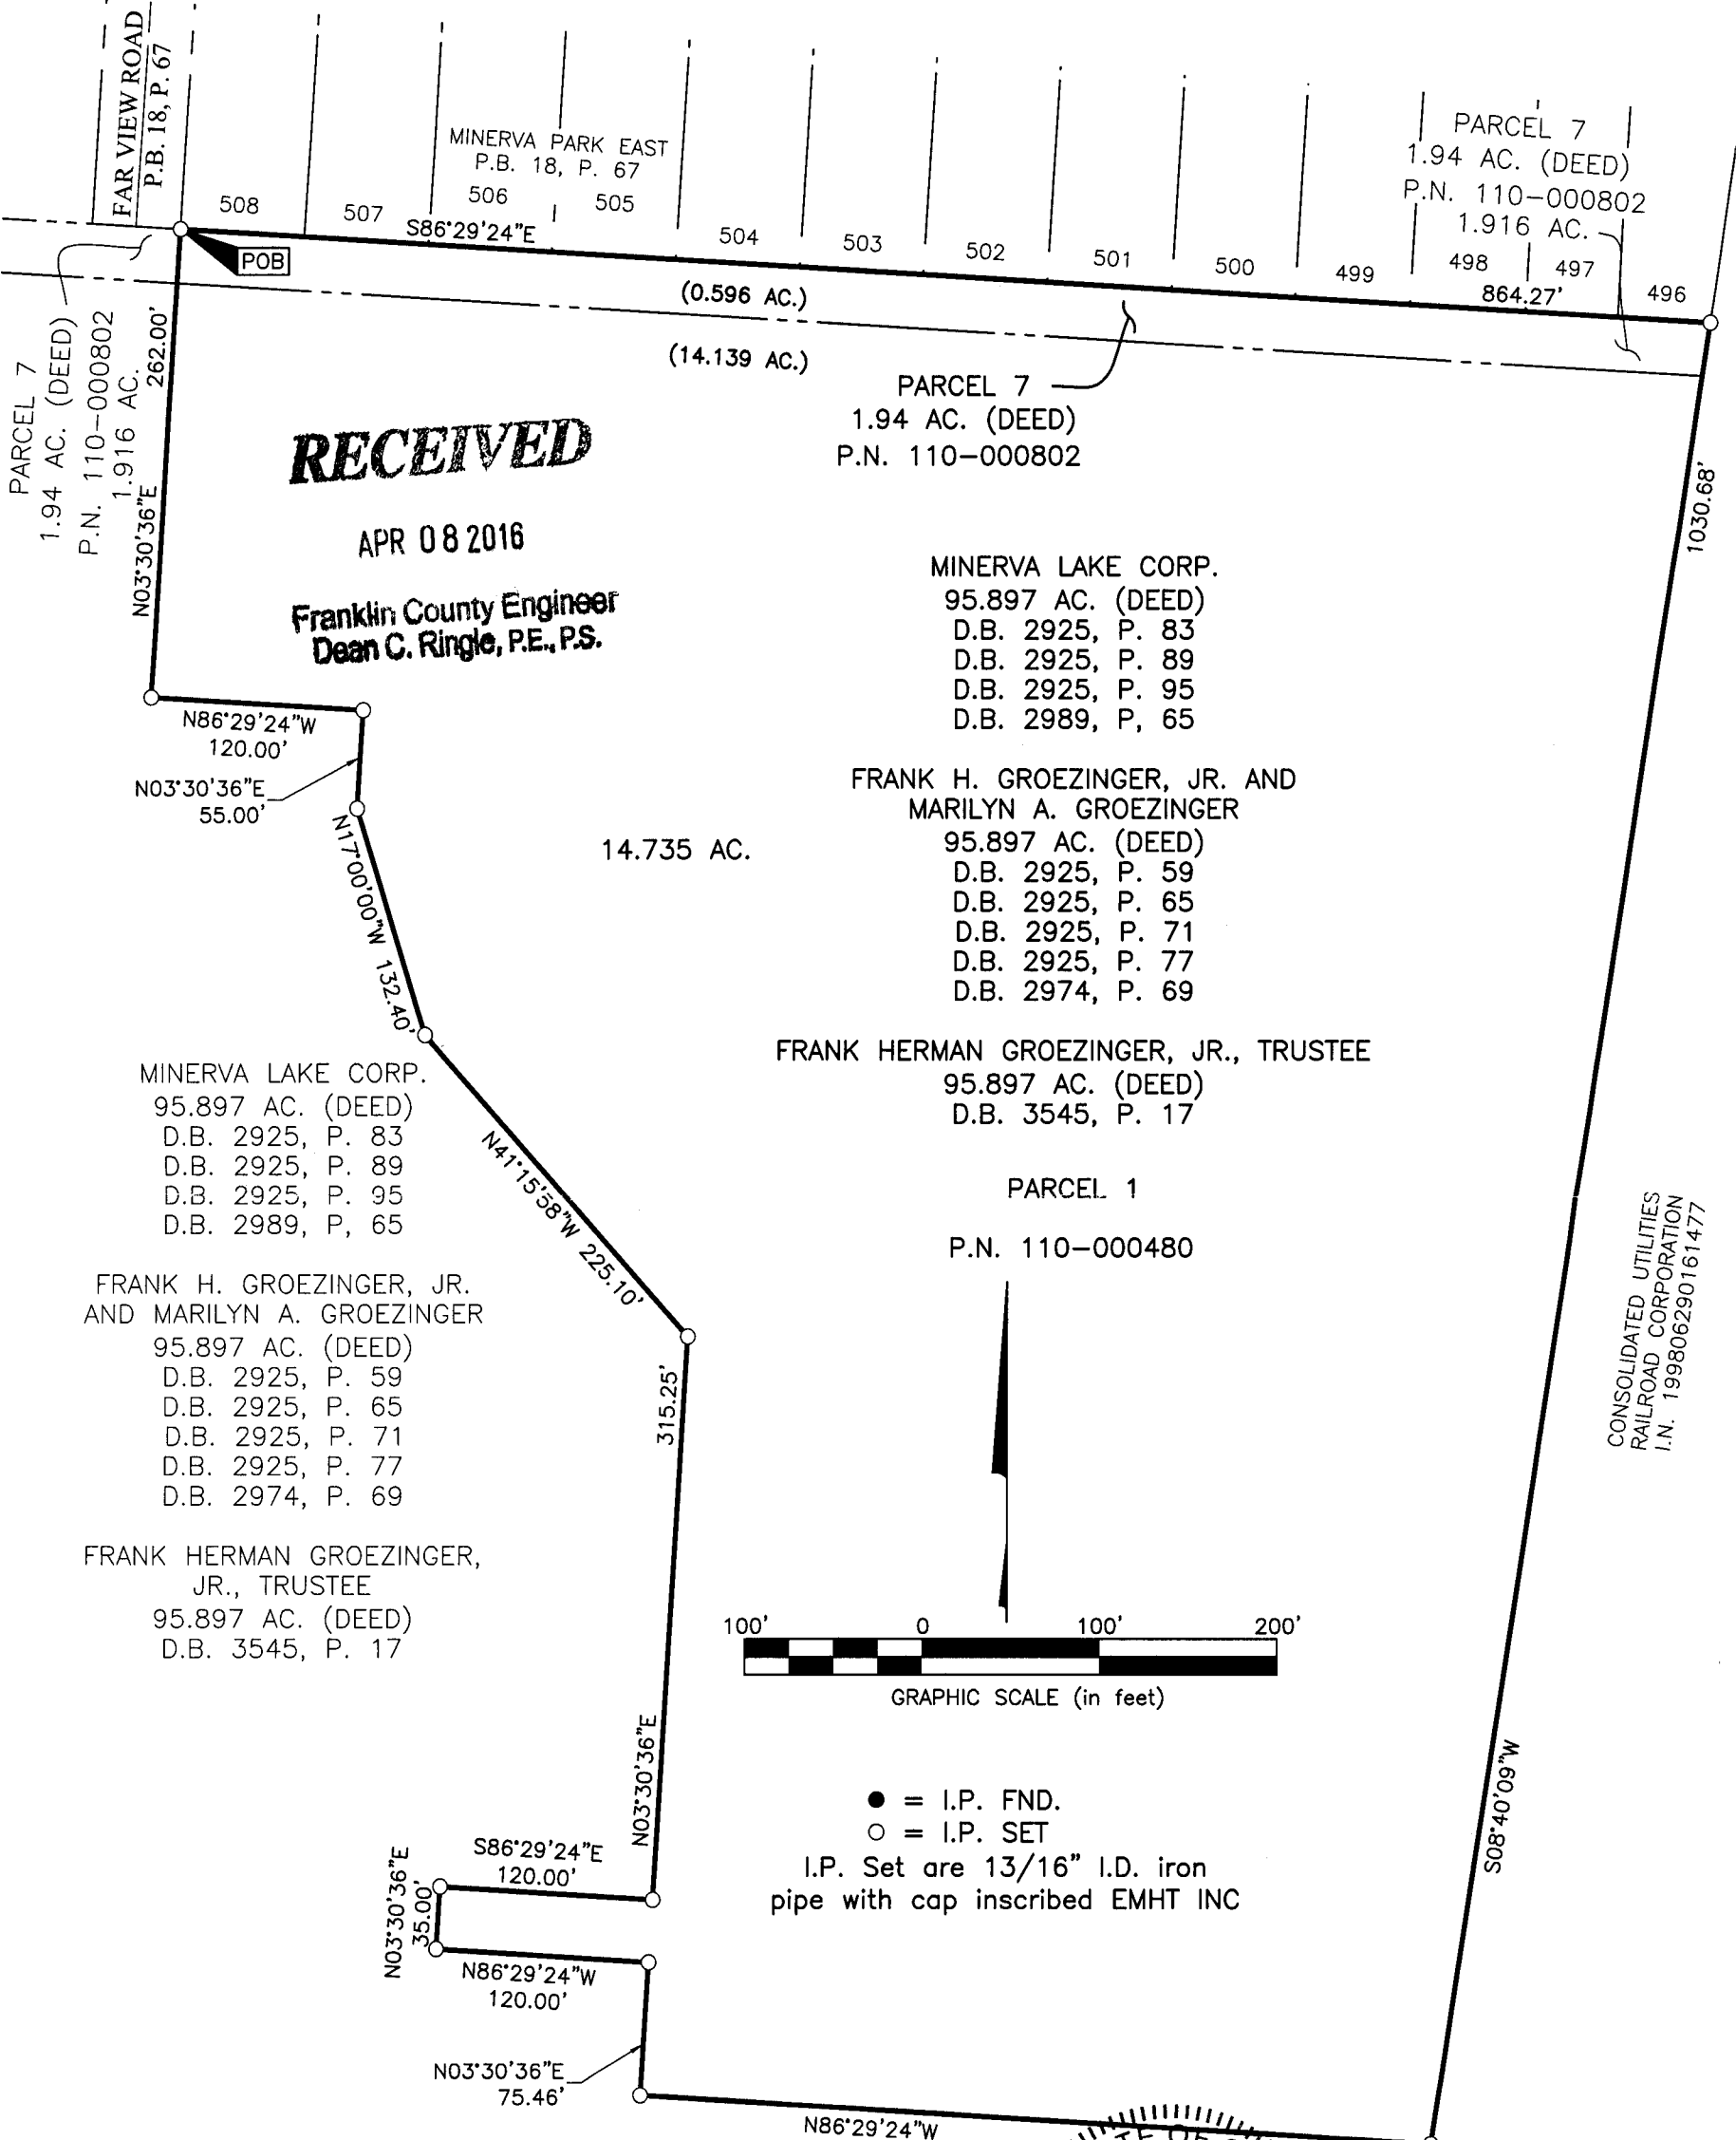 FAR VIEW ROAD
P.B. 18, P. 67
MINERVA PARK EAST
P.B. 18, P. 67
508
507
506
505
504
503
502
501
500
499
498
497
496
PARCEL 7
1.94 AC. (DEED)
P.N. 110-000802
1.916 AC.
S86°29'24"E
864.27'
POB
(0.596 AC.)
(14.139 AC.)
PARCEL 7
1.94 AC. (DEED)
P.N. 110-000802
1.916 AC.
262.00'
N03°30'36"E
RECEIVED
APR 08 2016
Franklin County Engineer
Dean C. Ringle, P.E., P.S.
PARCEL 7
1.94 AC. (DEED)
P.N. 110-000802
1030.68'
MINERVA LAKE CORP.
95.897 AC. (DEED)
D.B. 2925, P. 83
D.B. 2925, P. 89
D.B. 2925, P. 95
D.B. 2989, P, 65
FRANK H. GROEZINGER, JR. AND
MARILYN A. GROEZINGER
95.897 AC. (DEED)
D.B. 2925, P. 59
D.B. 2925, P. 65
D.B. 2925, P. 71
D.B. 2925, P. 77
D.B. 2974, P. 69
FRANK HERMAN GROEZINGER, JR., TRUSTEE
95.897 AC. (DEED)
D.B. 3545, P. 17
PARCEL 1
P.N. 110-000480
N86°29'24"W
120.00'
N03°30'36"E
55.00'
14.735 AC.
N17°00'00"W 132.40'
N41°15'58"W 225.10'
MINERVA LAKE CORP.
95.897 AC. (DEED)
D.B. 2925, P. 83
D.B. 2925, P. 89
D.B. 2925, P. 95
D.B. 2989, P, 65
FRANK H. GROEZINGER, JR.
AND MARILYN A. GROEZINGER
95.897 AC. (DEED)
D.B. 2925, P. 59
D.B. 2925, P. 65
D.B. 2925, P. 71
D.B. 2925, P. 77
D.B. 2974, P. 69
FRANK HERMAN GROEZINGER,
JR., TRUSTEE
95.897 AC. (DEED)
D.B. 3545, P. 17
315.25'
N03°30'36"E
CONSOLIDATED UTILITIES
RAILROAD CORPORATION
I.N. 199806290161477
100' 0 100' 200'
GRAPHIC SCALE (in feet)
S08°40'09"W
● = I.P. FND.
○ = I.P. SET
I.P. Set are 13/16" I.D. iron
pipe with cap inscribed EMHT INC
S86°29'24"E
120.00'
N03°30'36"E
35.00'
N86°29'24"W
120.00'
N03°30'36"E
75.46'
N86°29'24"W